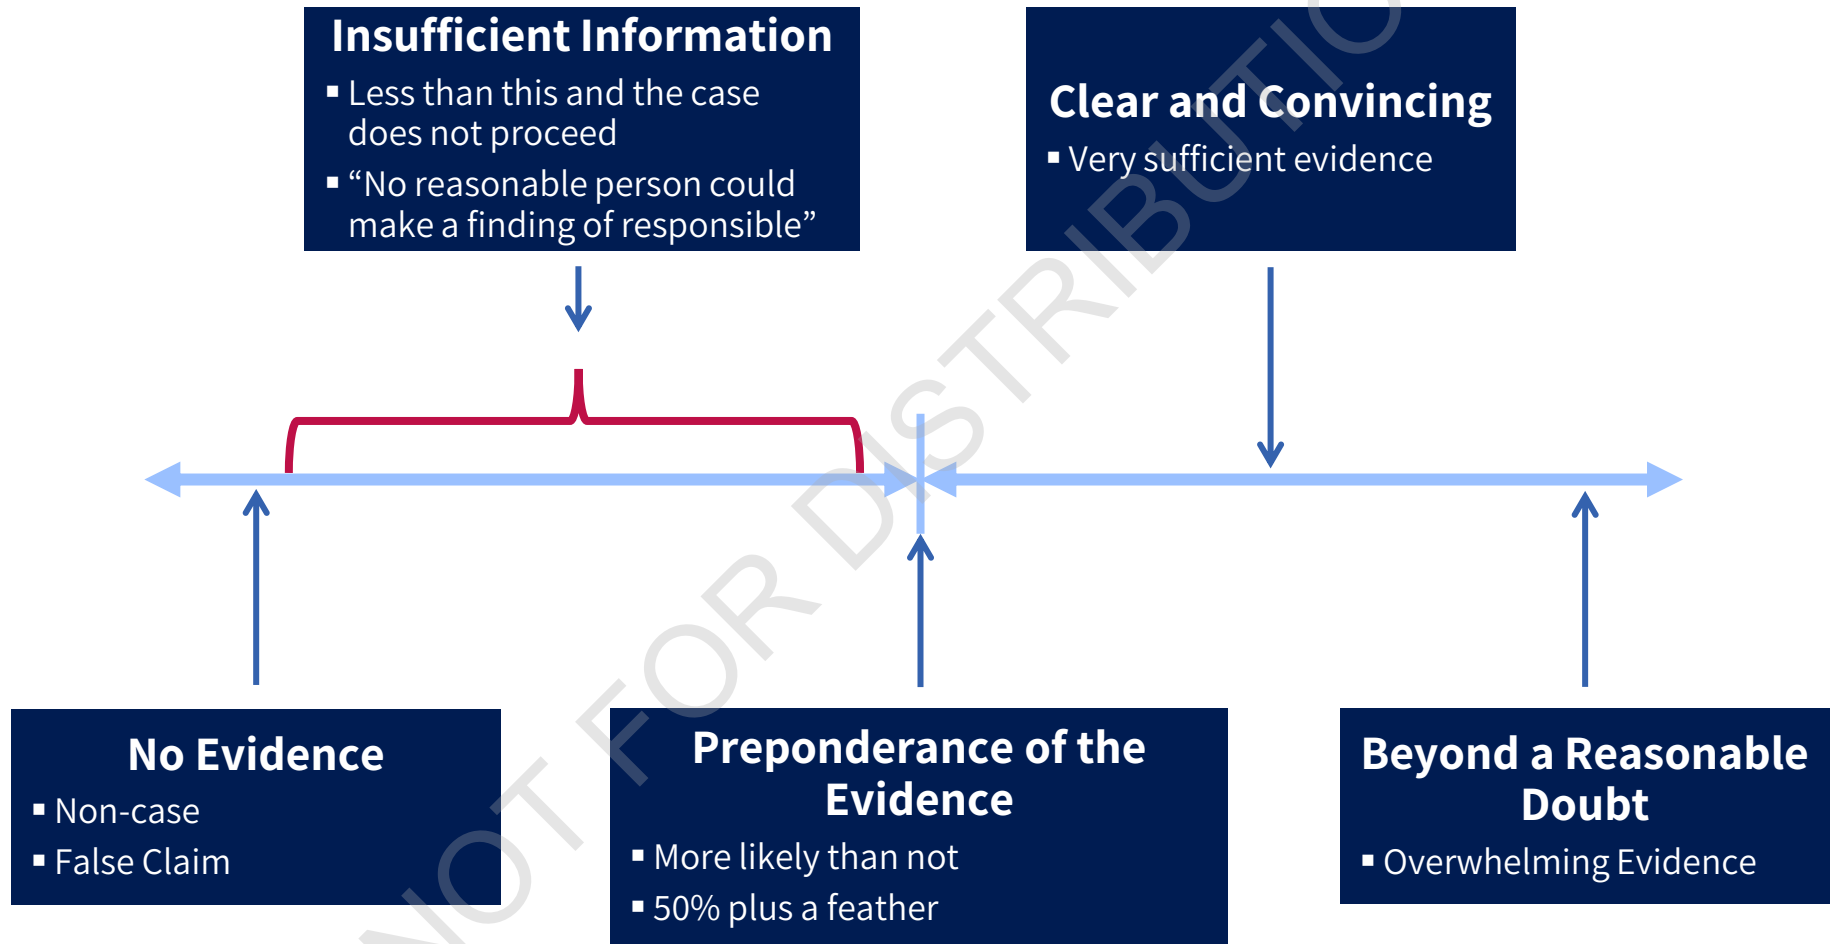 Insufficient Information
▪ Less than this and the case
does not proceed
▪ “No reasonable person could
make a finding of responsible”
Clear and Convincing
▪ Very sufficient evidence
No Evidence
▪ Non-case
▪ False Claim
Preponderance of the
Evidence
▪ More likely than not
▪ 50% plus a feather
Beyond a Reasonable
Doubt
▪ Overwhelming Evidence
NOT FOR DISTRIBUTIO